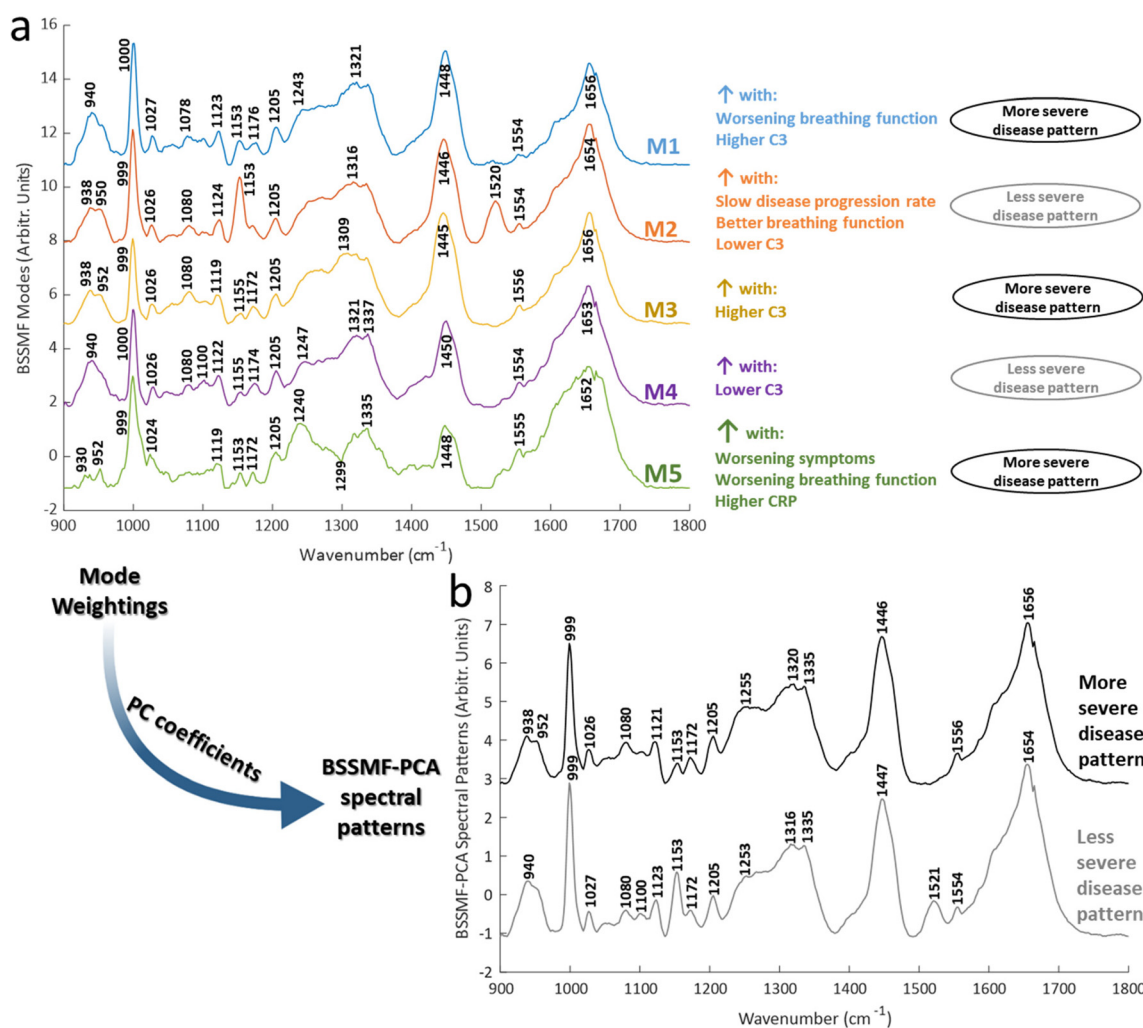 a
BSSMF Modes (Arbitr. Units)
16
14
12
10
8
6
4
2
0
-2
940
1000
1027
1078
1123
1153
1176
1205
1243
1321
1448
1554
1656
M1
938
950
999
1026
1080
1124
1153
1205
1316
1446
1520
1554
1654
M2
938
952
999
1026
1080
1119
1155
1172
1205
1309
1445
1556
1656
M3
940
1000
1026
1080
1100
1122
1155
1174
1205
1247
1321
1337
1450
1554
1653
M4
930
952
999
1024
1119
1153
1172
1205
1240
1299
1335
1448
1555
1652
M5
900 1000 1100 1200 1300 1400 1500 1600 1700 1800
Wavenumber (cm⁻¹)
↑ with:
Worsening breathing function
Higher C3
More severe
disease pattern
↑ with:
Slow disease progression rate
Better breathing function
Lower C3
Less severe
disease pattern
↑ with:
Higher C3
More severe
disease pattern
↑ with:
Lower C3
Less severe
disease pattern
↑ with:
Worsening symptoms
Worsening breathing function
Higher CRP
More severe
disease pattern
Mode
Weightings
PC coefficients
BSSMF-PCA
spectral
patterns
b
BSSMF-PCA Spectral Patterns (Arbitr. Units)
8
7
6
5
4
3
2
1
0
-1
-2
938
952
999
1026
1080
1121
1153
1172
1205
1255
1320
1335
1446
1556
1656
More
severe
disease
pattern
940
999
1027
1080
1100
1123
1153
1172
1205
1253
1316
1335
1447
1521
1554
1654
Less
severe
disease
pattern
900 1000 1100 1200 1300 1400 1500 1600 1700 1800
Wavenumber (cm⁻¹)